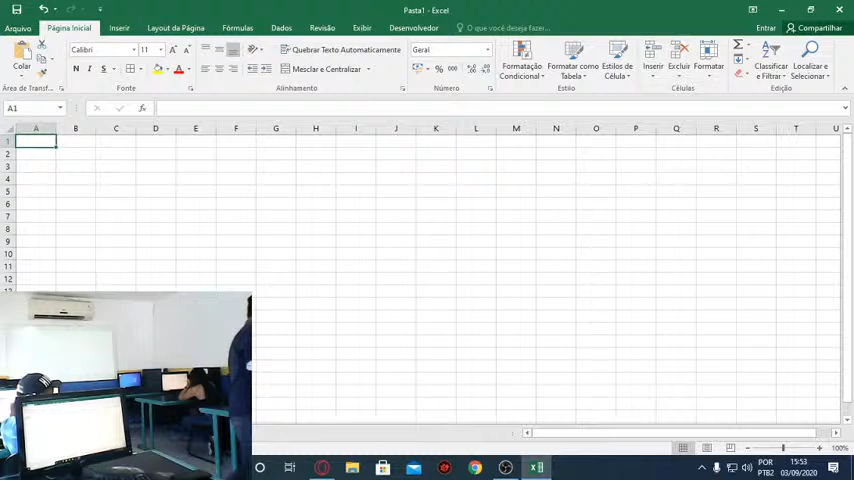 Pasta1 - Excel
Arquivo Página Inicial Inserir Layout da Página Fórmulas Dados Revisão Exibir Desenvolvedor O que você deseja fazer... Entrar Compartilhar
Colar
Calibri 11
N I S
Quebrar Texto Automaticamente
Mesclar e Centralizar
Geral
% 000
Formatação Condicional
Formatar como Tabela
Estilos de Célula
Inserir Excluir Formatar
Classificar e Filtrar
Localizar e Selecionar
Área de Transf... Fonte Alinhamento Número Estilo Células Edição
A1
A B C D E F G H I J K L M N O P Q R S T U
1
2
3
4
5
6
7
8
9
10
11
12
100%
POR
PTB2
15:53
03/09/2020